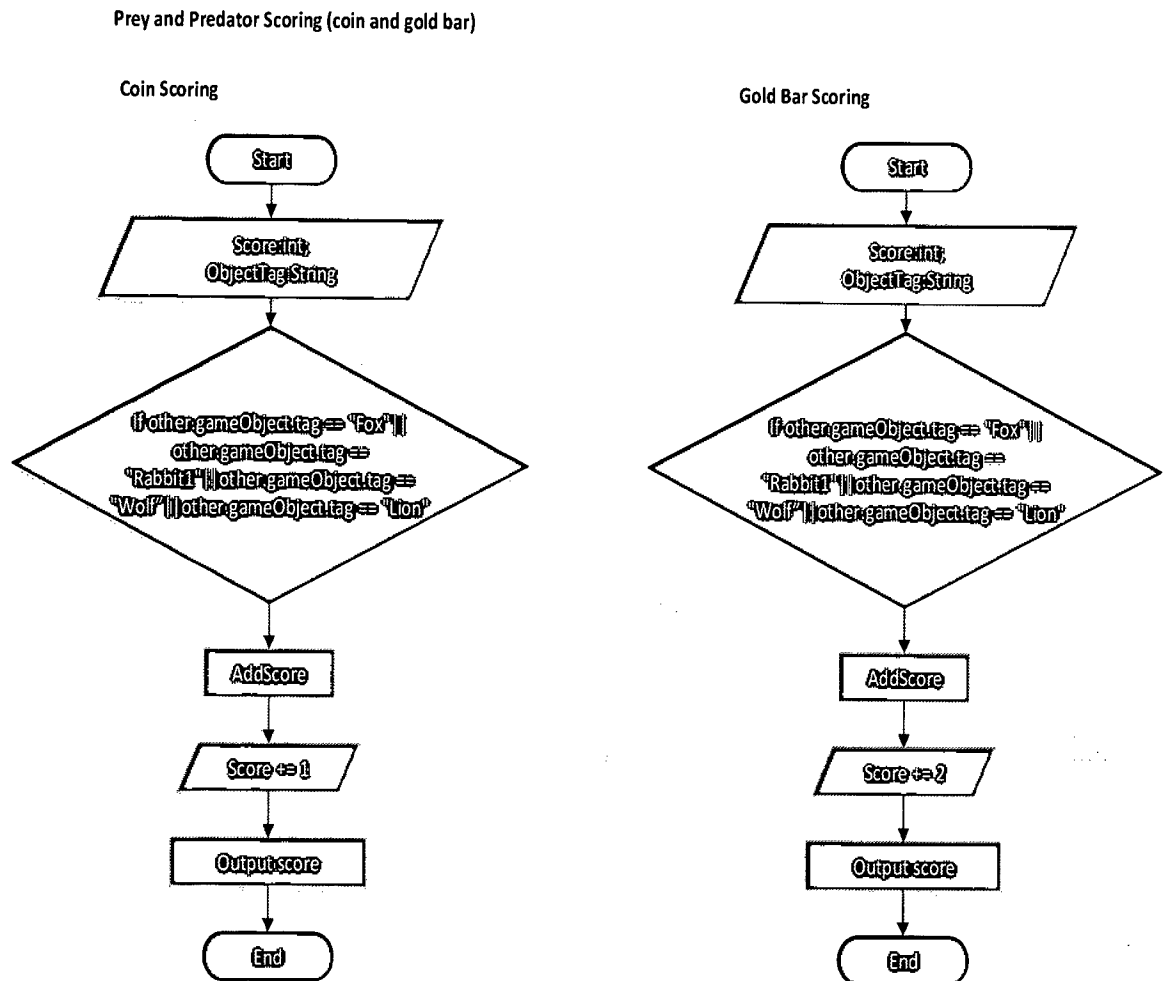 Prey and Predator Scoring (coin and gold bar)
Coin Scoring
Start
Score:int;
ObjectTag:String
If other.gameObject.tag == "Fox"||
other.gameObject.tag ==
"Rabbit1"||other.gameObject.tag ==
"Wolf"||other.gameObject.tag == "Lion"
AddScore
Score += 1
Output score
End
Gold Bar Scoring
Start
Score:int;
ObjectTag:String
If other.gameObject.tag == "Fox"||
other.gameObject.tag ==
"Rabbit1"||other.gameObject.tag ==
"Wolf"||other.gameObject.tag == "Lion"
AddScore
Score += 2
Output score
End